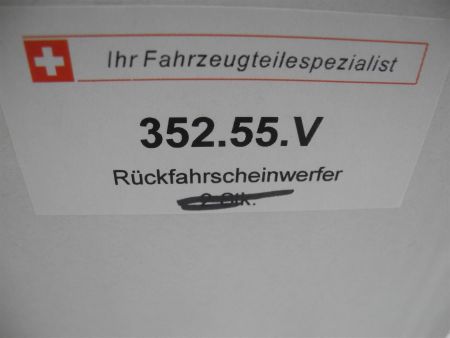 Ihr Fahrzeugteilespezialist
352.55.V
Rückfahrscheinwerfer
2 Stk.